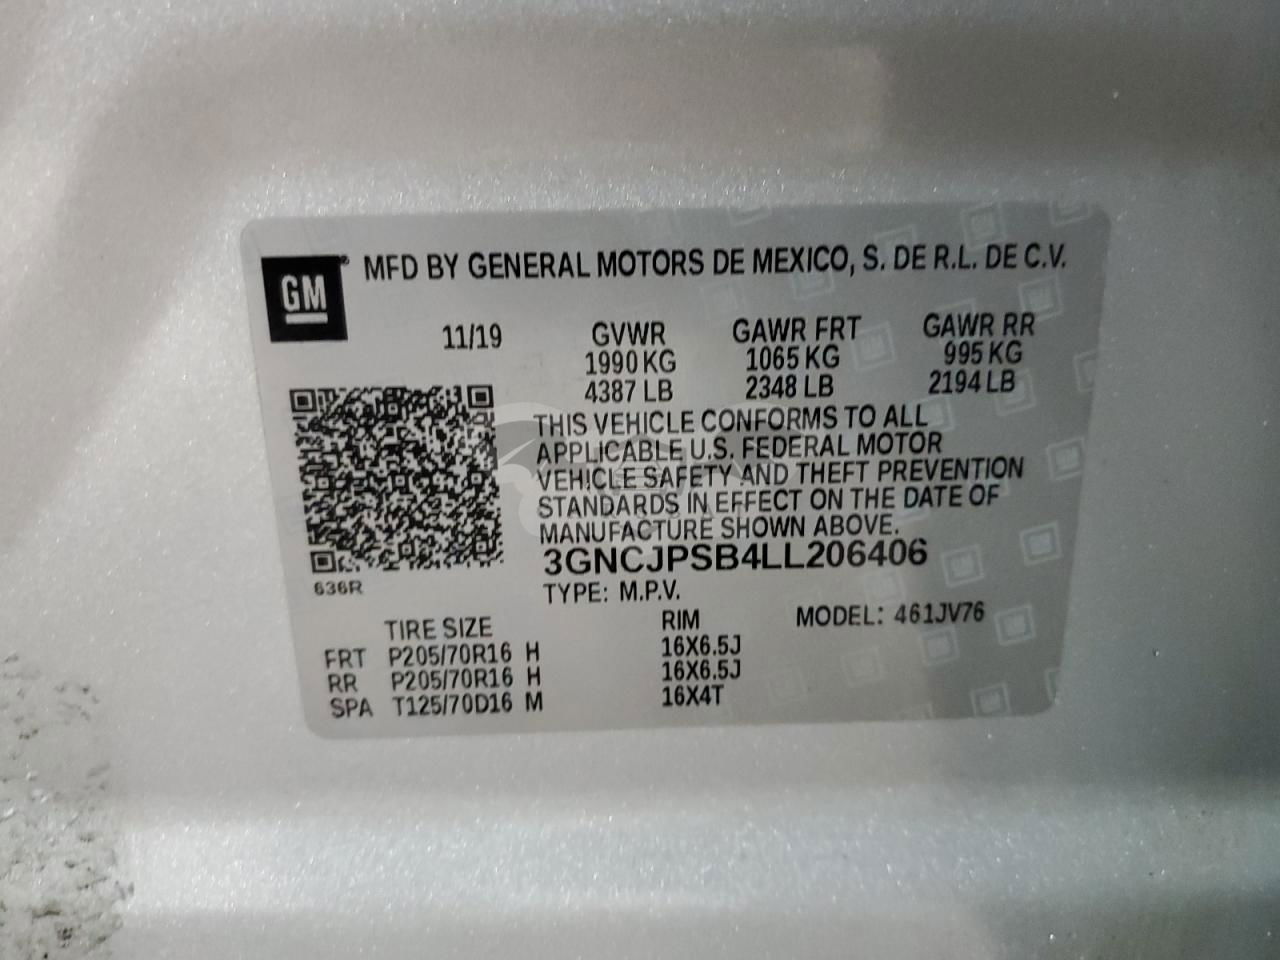 GM
MFD BY GENERAL MOTORS DE MEXICO, S. DE R.L. DE C.V.
11/19 GVWR GAWR FRT GAWR RR
1990 KG 1065 KG 995 KG
4387 LB 2348 LB 2194 LB
THIS VEHICLE CONFORMS TO ALL
APPLICABLE U.S. FEDERAL MOTOR
VEHICLE SAFETY AND THEFT PREVENTION
STANDARDS IN EFFECT ON THE DATE OF
MANUFACTURE SHOWN ABOVE.
3GNCJPSB4LL206406
636R
TYPE: M.P.V.
TIRE SIZE RIM MODEL: 461JV76
FRT P205/70R16 H 16X6.5J
RR P205/70R16 H 16X6.5J
SPA T125/70D16 M 16X4T